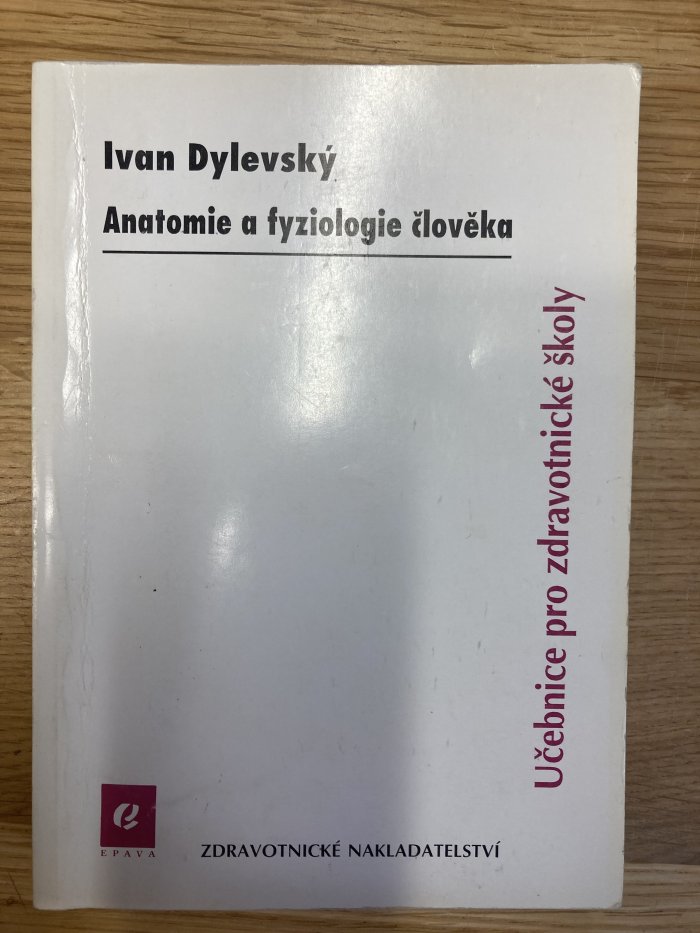 Ivan Dylevský
Anatomie a fyziologie člověka
Učebnice pro zdravotnické školy
e
EPAVA
ZDRAVOTNICKÉ NAKLADATELSTVÍ